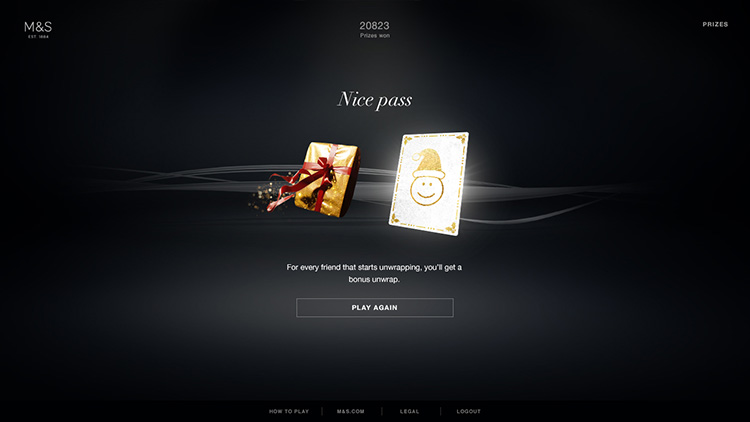 M&S
EST. 1884
20823
Prizes won
PRIZES
Nice pass
For every friend that starts unwrapping, you'll get a
bonus unwrap.
PLAY AGAIN
HOW TO PLAY
M&S.COM
LEGAL
LOGOUT